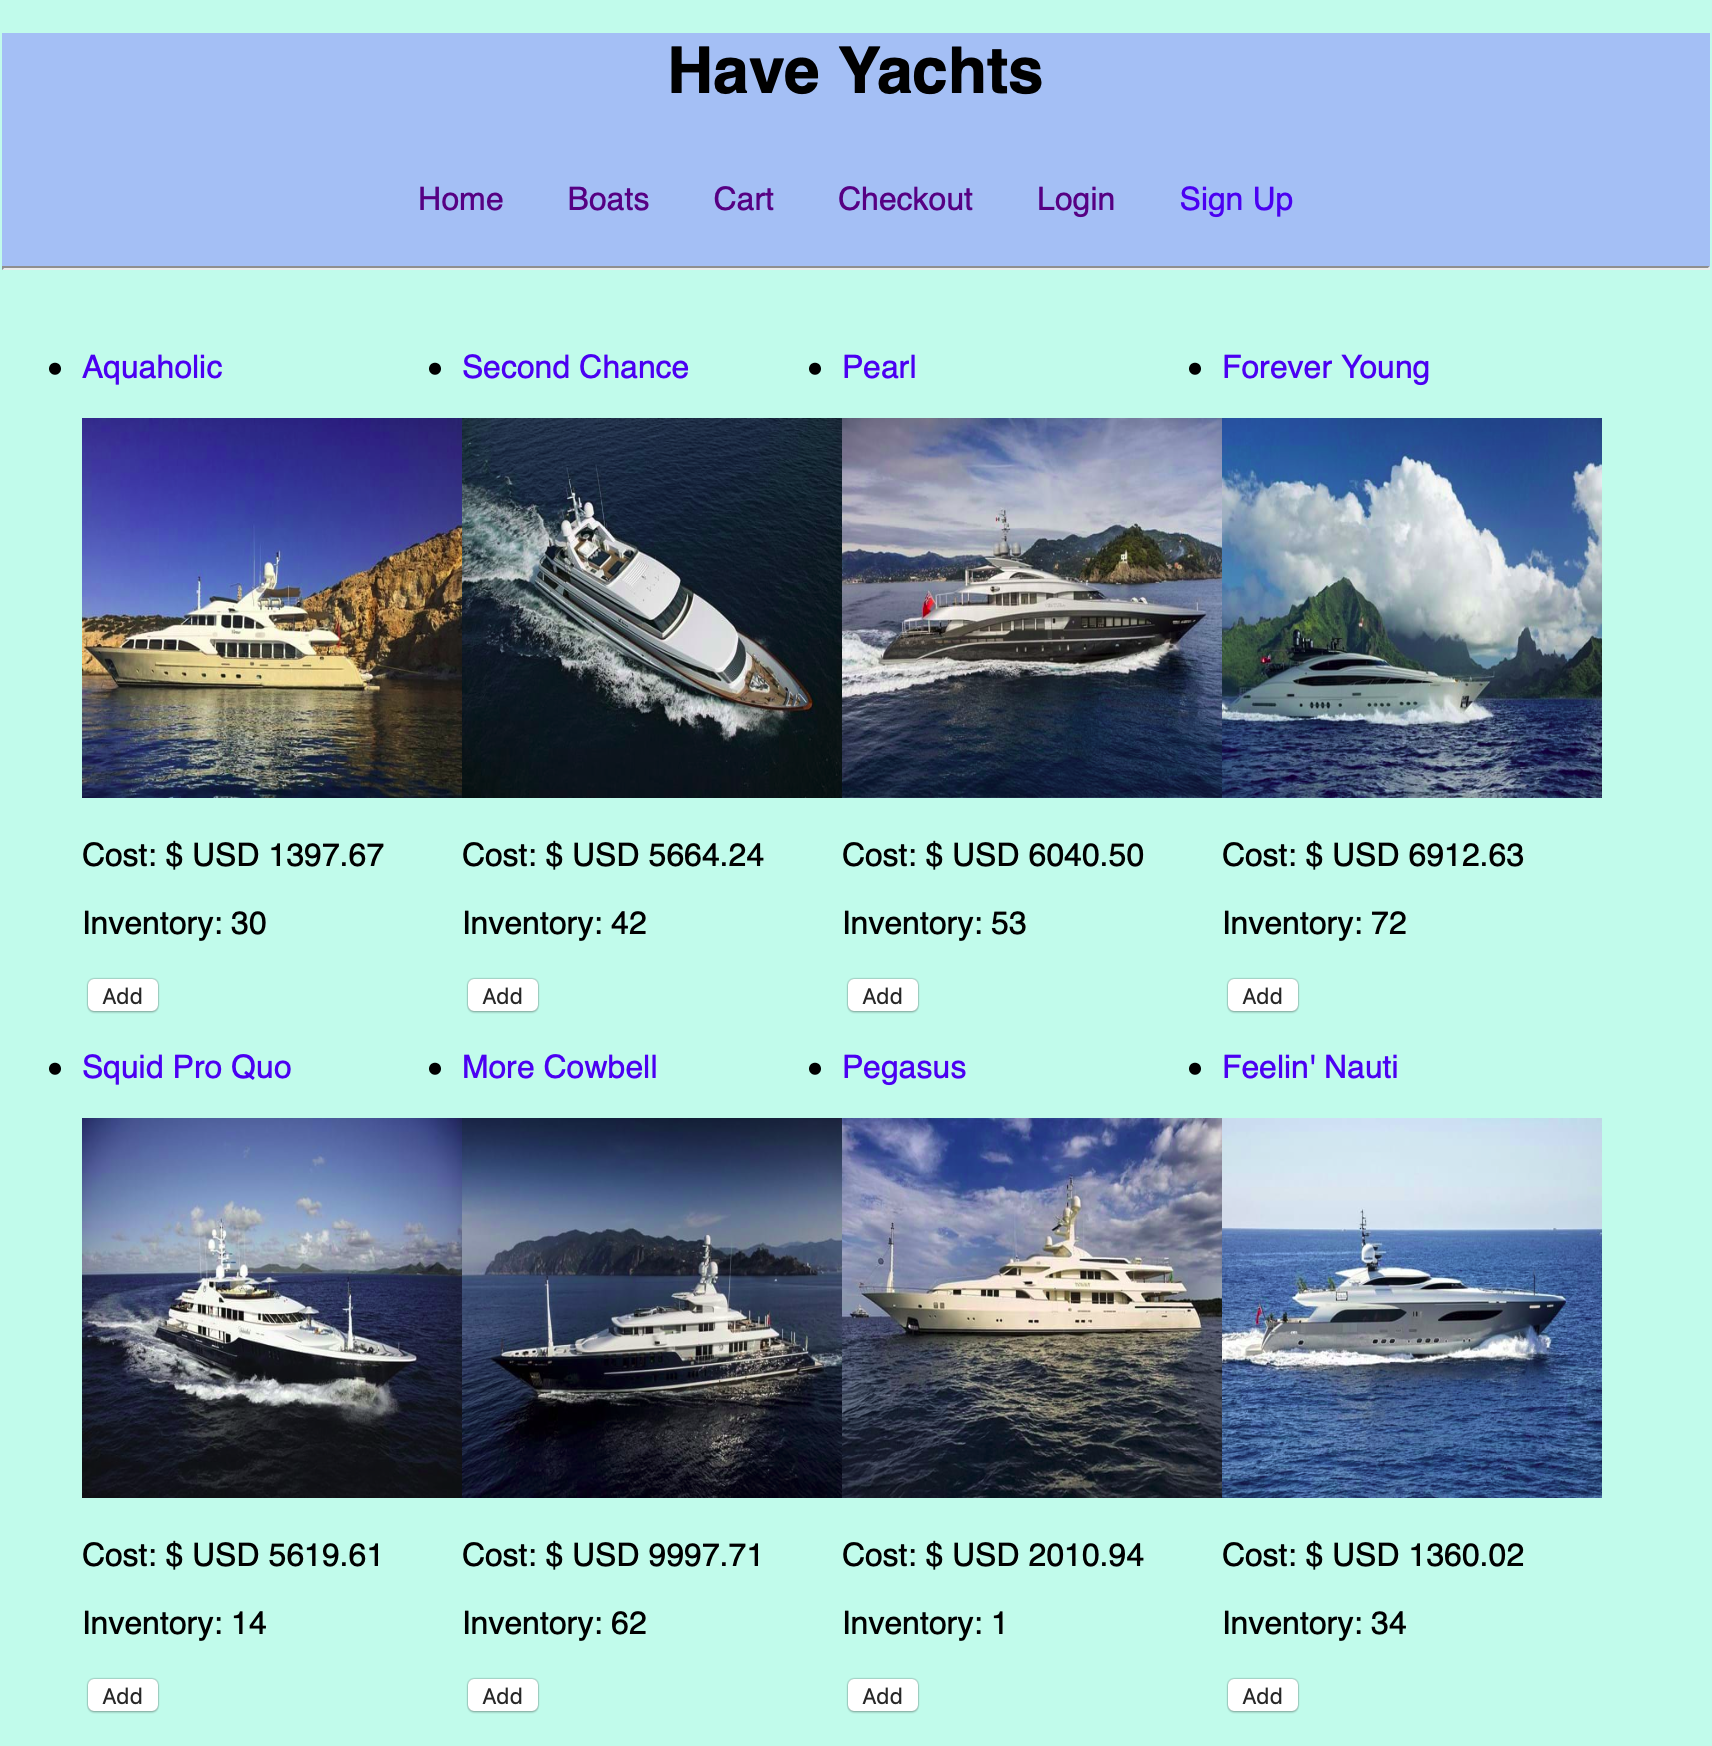 Have Yachts
Home Boats Cart Checkout Login Sign Up
Aquaholic Second Chance Pearl Forever Young
Cost: $ USD 1397.67 Cost: $ USD 5664.24 Cost: $ USD 6040.50 Cost: $ USD 6912.63
Inventory: 30 Inventory: 42 Inventory: 53 Inventory: 72
Add Add Add Add
Squid Pro Quo More Cowbell Pegasus Feelin' Nauti
Cost: $ USD 5619.61 Cost: $ USD 9997.71 Cost: $ USD 2010.94 Cost: $ USD 1360.02
Inventory: 14 Inventory: 62 Inventory: 1 Inventory: 34
Add Add Add Add